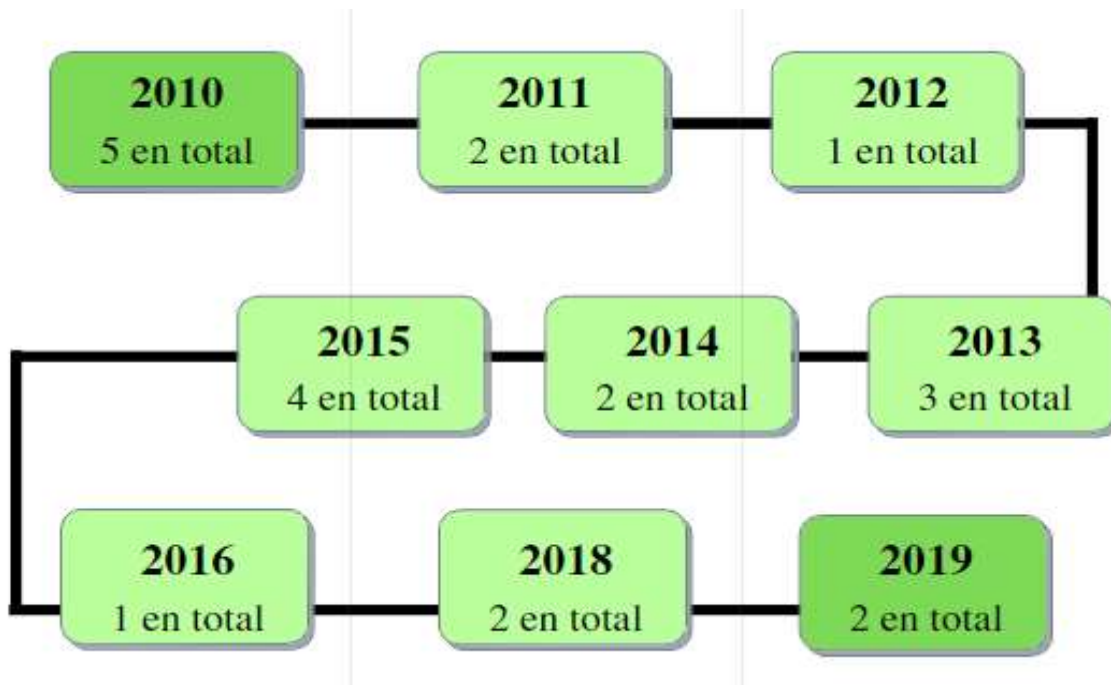 2010
5 en total
2011
2 en total
2012
1 en total
2013
3 en total
2014
2 en total
2015
4 en total
2016
1 en total
2018
2 en total
2019
2 en total